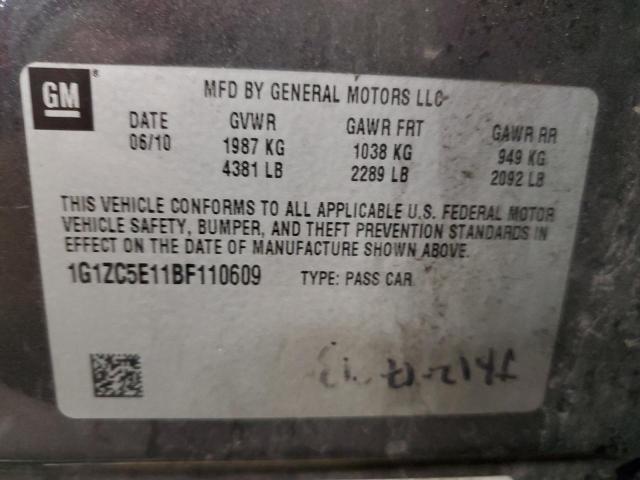 GM®
MFD BY GENERAL MOTORS LLC
DATE GVWR GAWR FRT GAWR RR
06/10 1987 KG 1038 KG 949 KG
4381 LB 2289 LB 2092 LB
THIS VEHICLE CONFORMS TO ALL APPLICABLE U.S. FEDERAL MOTOR
VEHICLE SAFETY, BUMPER, AND THEFT PREVENTION STANDARDS IN
EFFECT ON THE DATE OF MANUFACTURE SHOWN ABOVE.
1G1ZC5E11BF110609 TYPE: PASS CAR